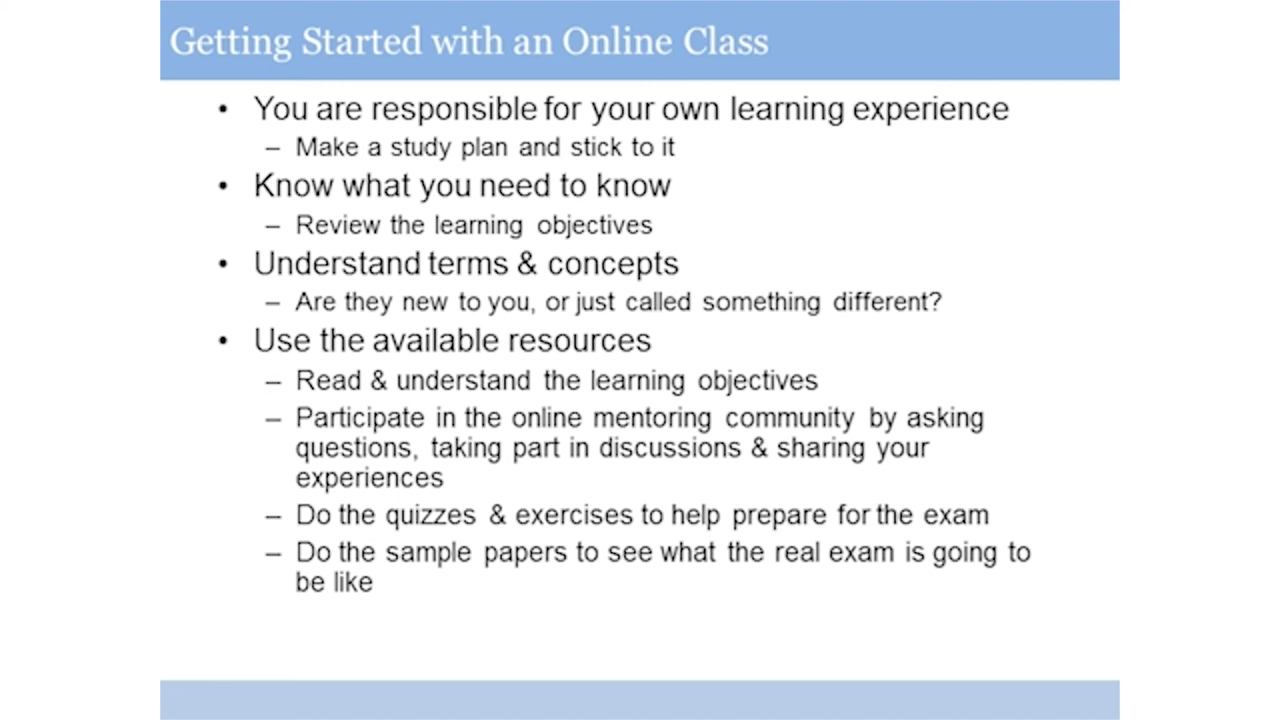 Getting Started with an Online Class
• You are responsible for your own learning experience
– Make a study plan and stick to it
• Know what you need to know
– Review the learning objectives
• Understand terms & concepts
– Are they new to you, or just called something different?
• Use the available resources
– Read & understand the learning objectives
– Participate in the online mentoring community by asking
questions, taking part in discussions & sharing your
experiences
– Do the quizzes & exercises to help prepare for the exam
– Do the sample papers to see what the real exam is going to
be like